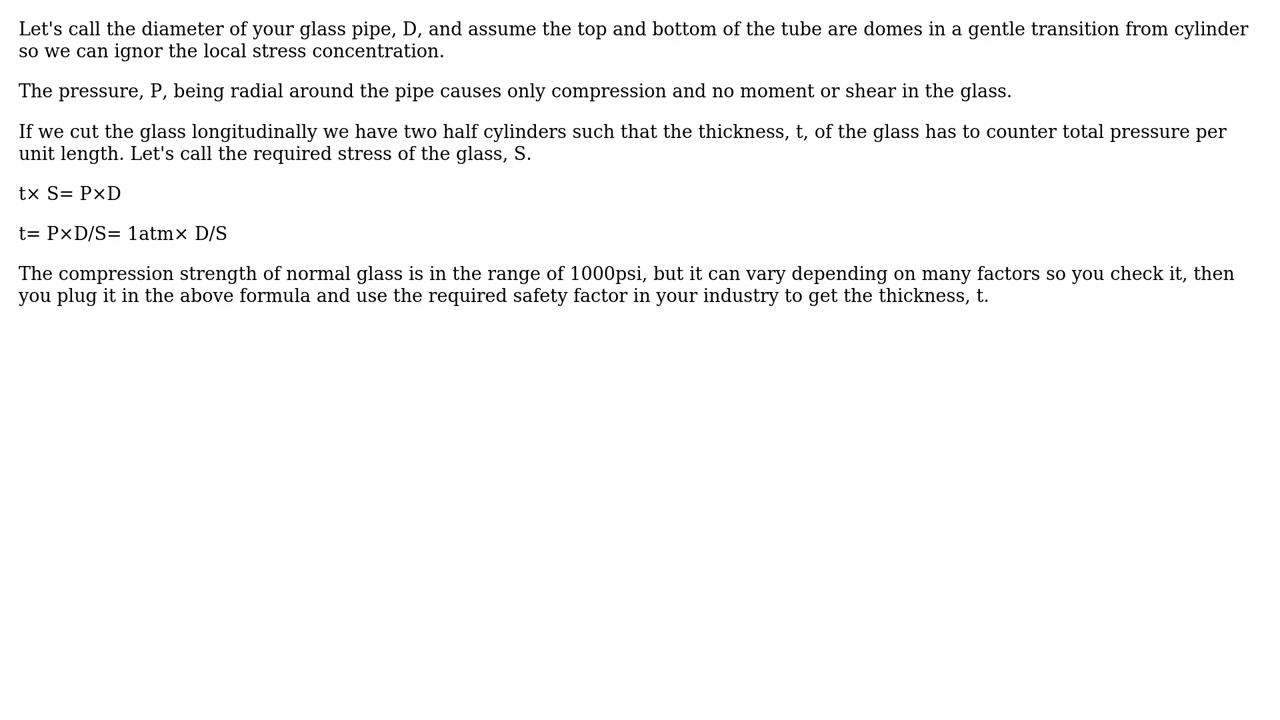 Let's call the diameter of your glass pipe, D, and assume the top and bottom of the tube are domes in a gentle transition from cylinder
so we can ignor the local stress concentration.
The pressure, P, being radial around the pipe causes only compression and no moment or shear in the glass.
If we cut the glass longitudinally we have two half cylinders such that the thickness, t, of the glass has to counter total pressure per
unit length. Let's call the required stress of the glass, S.
t× S= P×D
t= P×D/S= 1atm× D/S
The compression strength of normal glass is in the range of 1000psi, but it can vary depending on many factors so you check it, then
you plug it in the above formula and use the required safety factor in your industry to get the thickness, t.